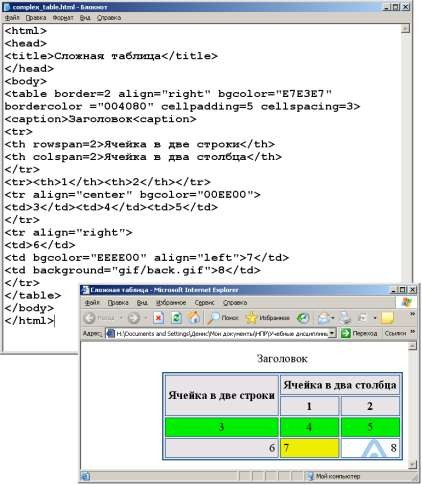 complex_table.html - Блокнот
Файл Правка Формат Вид Справка
<html>
<head>
<title>Сложная таблица</title>
</head>
<body>
<table border=2 align="right" bgcolor="E7E3E7"
bordercolor ="004080" cellpadding=5 cellspacing=3>
<caption>Заголовок<caption>
<tr>
<th rowspan=2>Ячейка в две строки</th>
<th colspan=2>Ячейка в два столбца</th>
</tr>
<tr><th>1</th><th>2</th></tr>
<tr align="center" bgcolor="00EE00">
<td>3</td><td>4</td><td>5</td>
</tr>
<tr align="right">
<td>6</td>
<td bgcolor="EEEE00" align="left">7</td>
<td background="gif/back.gif">8</td>
</tr>
</table>
</body>
</html>
Сложная таблица - Microsoft Internet Explorer
Файл Правка Вид Избранное Сервис Справка
Назад Поиск Избранное
Адрес: H:\Documents and Settings\Денис\Мои документы\НПР\Учебные дисциплины Переход Ссылки
Заголовок
Ячейка в две строки Ячейка в два столбца
1 2
3 4 5
6 7 8
Мой компьютер